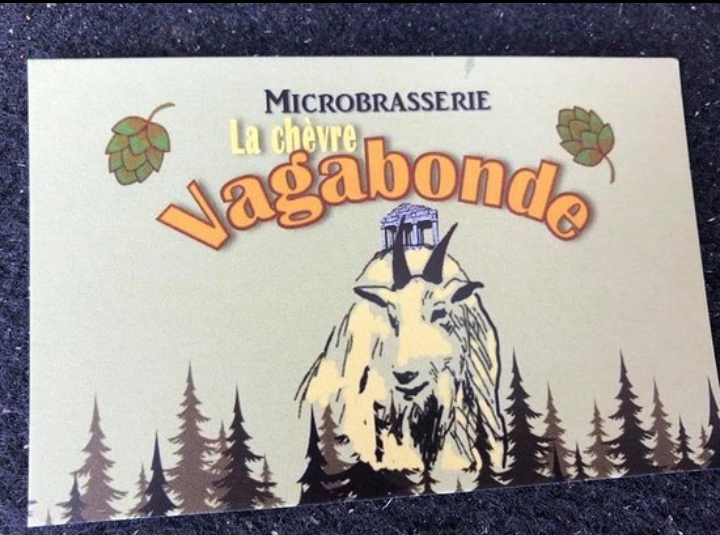 Microbrasserie
La chèvre
Vagabonde